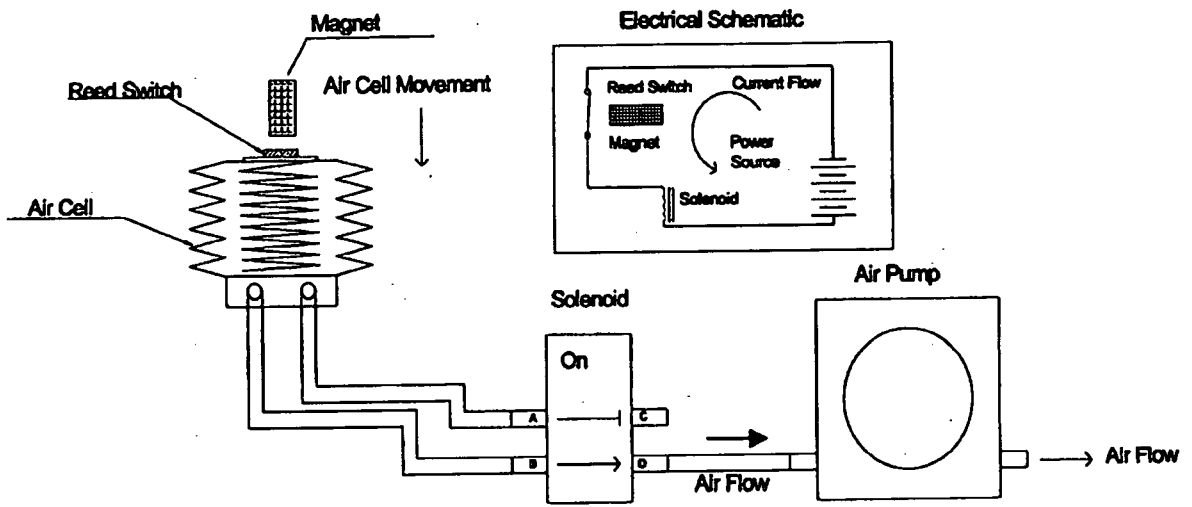 Magnet
Electrical Schematic
Reed Switch
Air Cell Movement
Reed Switch
Current Flow
Magnet
Power
Source
Solenoid
Air Cell
Air Pump
Solenoid
On
A
C
B
D
Air Flow
Air Flow